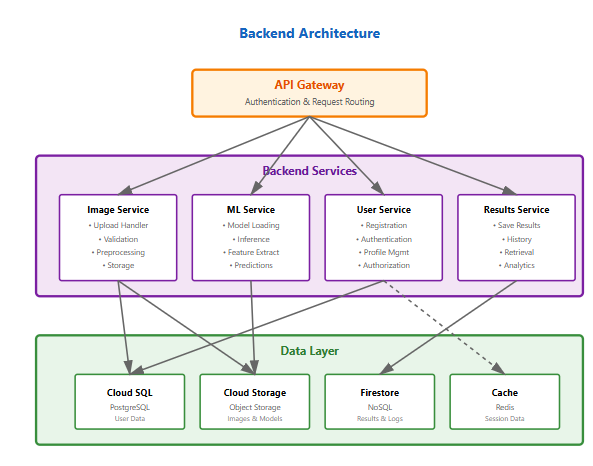 Backend Architecture
API Gateway
Authentication & Request Routing
Backend Services
Image Service
• Upload Handler
• Validation
• Preprocessing
• Storage
ML Service
• Model Loading
• Inference
• Feature Extract
• Predictions
User Service
• Registration
• Authentication
• Profile Mgmt
• Authorization
Results Service
• Save Results
• History
• Retrieval
• Analytics
Data Layer
Cloud SQL
PostgreSQL
User Data
Cloud Storage
Object Storage
Images & Models
Firestore
NoSQL
Results & Logs
Cache
Redis
Session Data